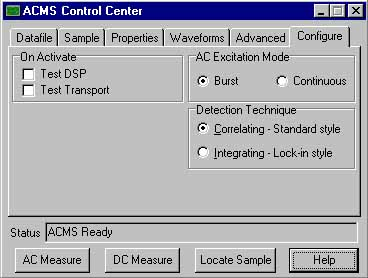 ACMS Control Center
Datafile Sample Properties Waveforms Advanced Configure
On Activate
Test DSP
Test Transport
AC Excitation Mode
Burst Continuous
Detection Technique
Correlating - Standard style
Integrating - Lock-in style
Status ACMS Ready
AC Measure DC Measure Locate Sample Help